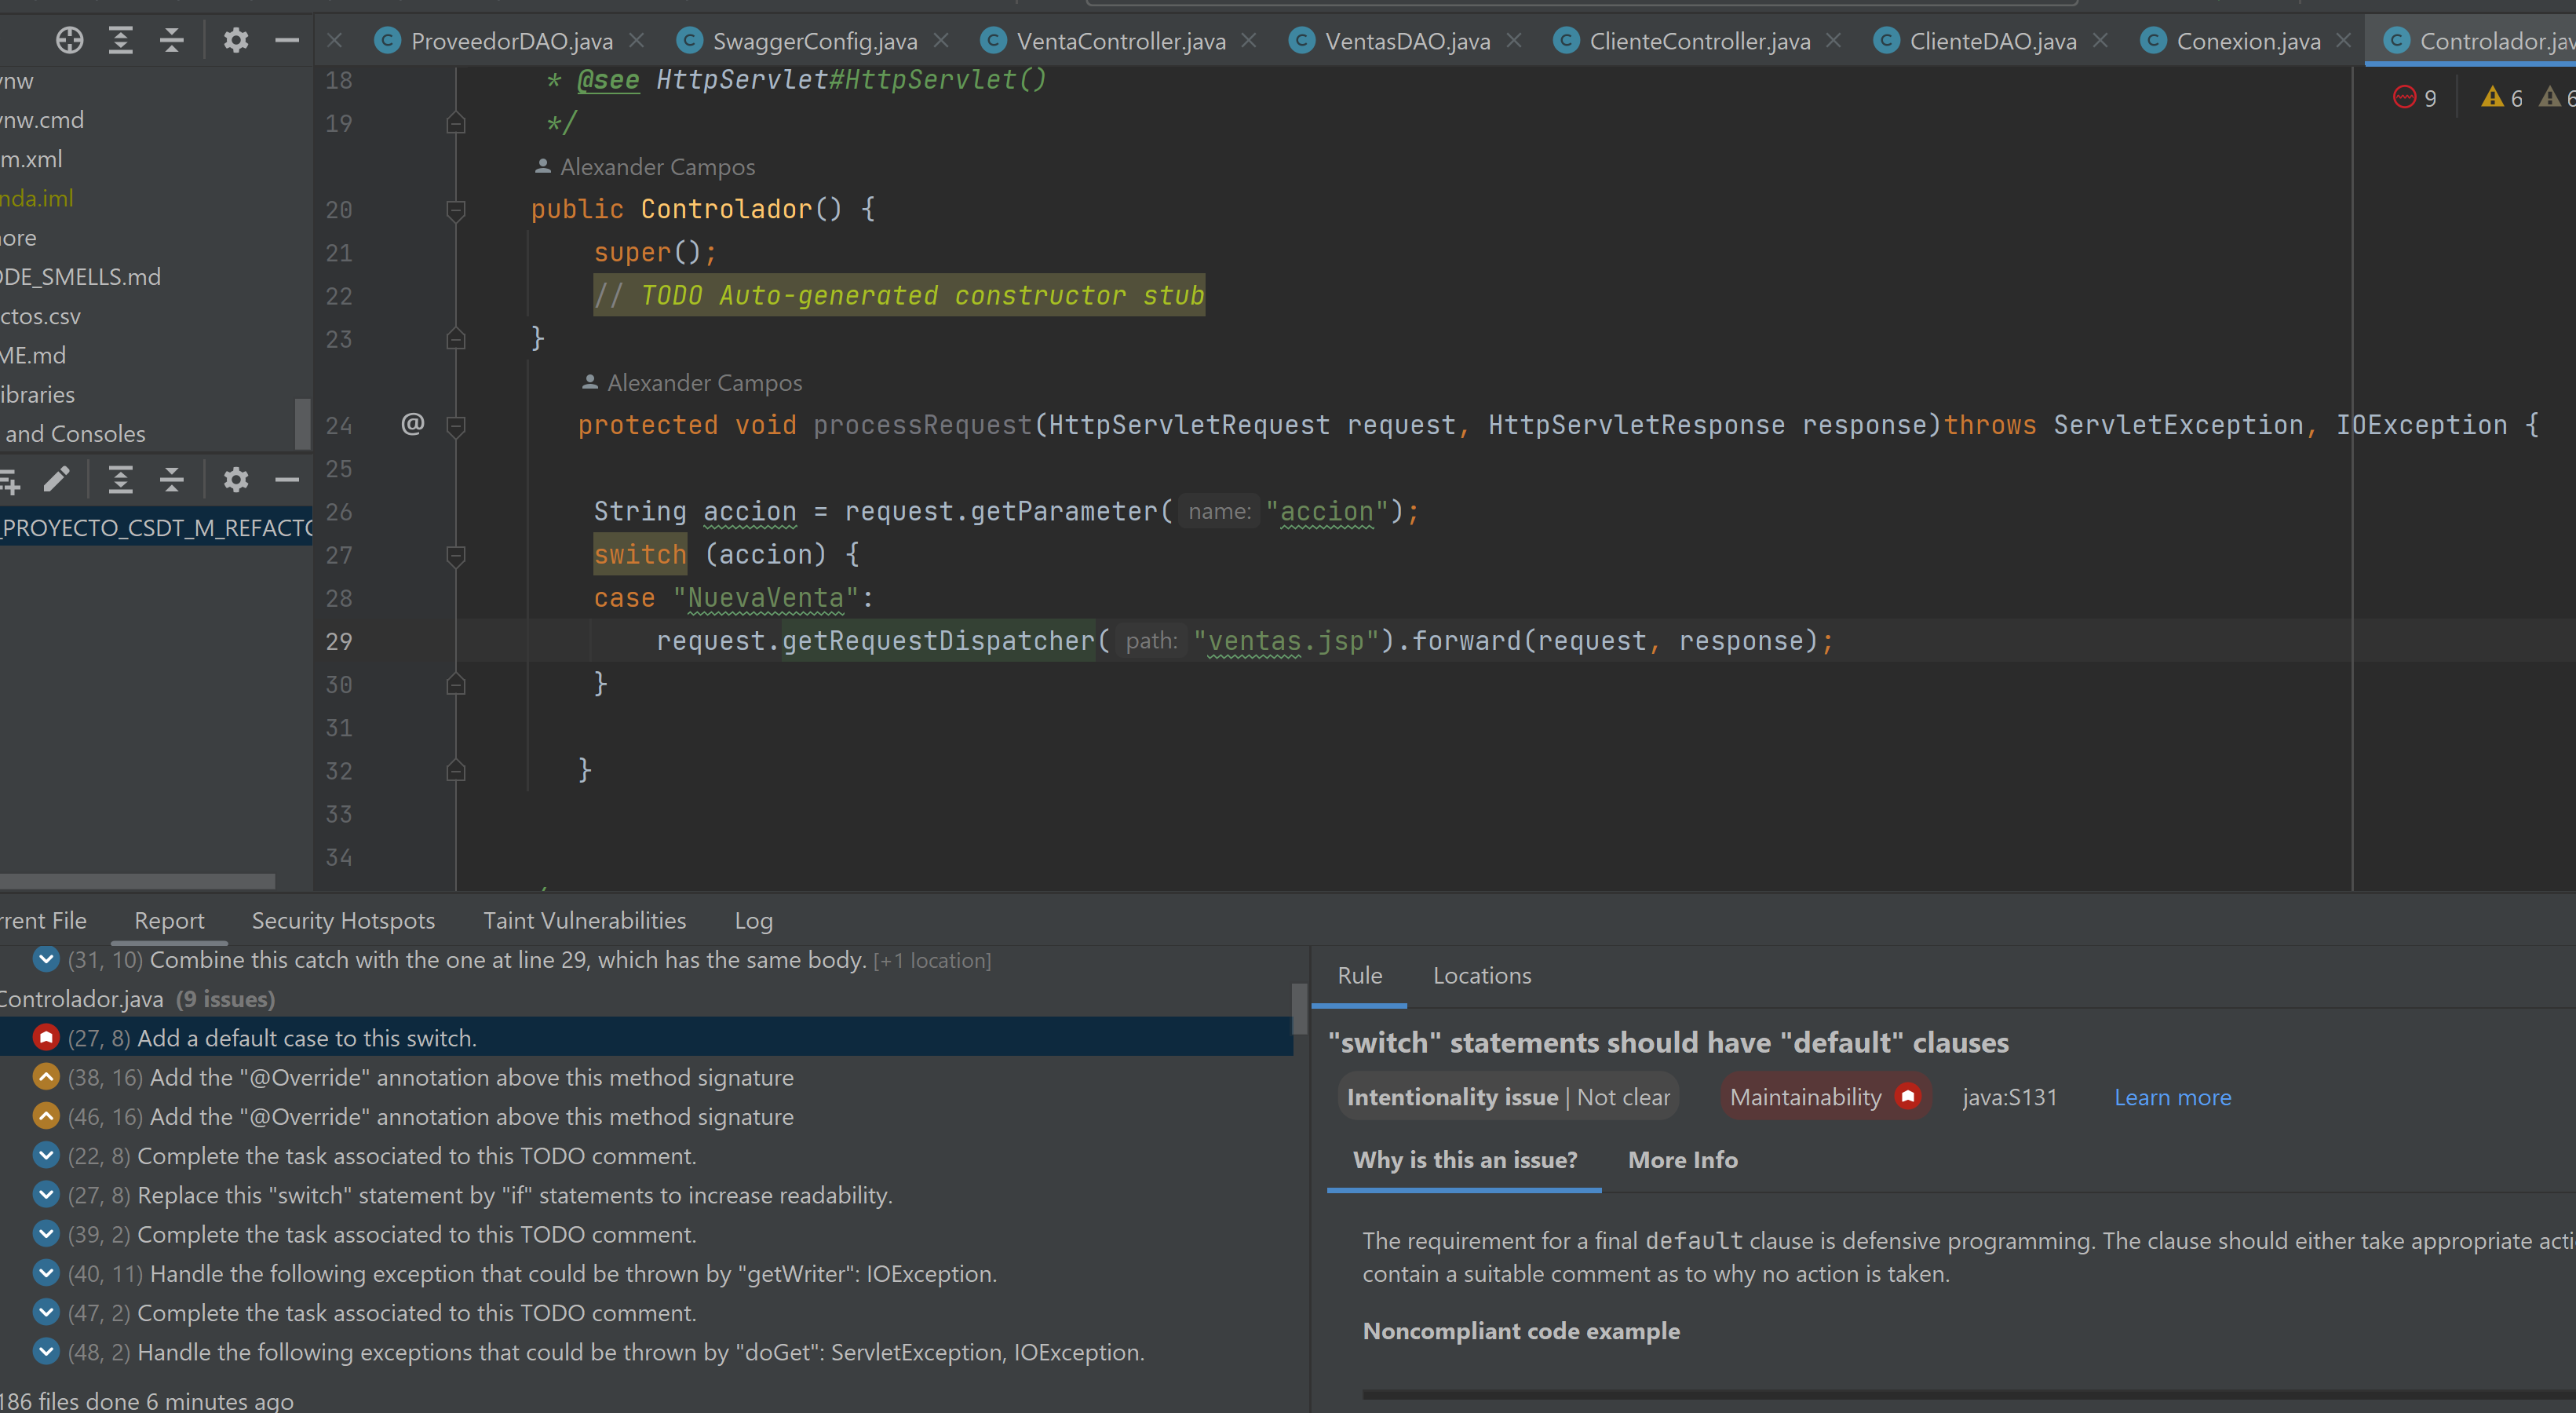 ProveedorDAO.java SwaggerConfig.java VentaController.java VentasDAO.java ClienteController.java ClienteDAO.java Conexion.java Controlador.jav
9 6 6
vnw
vnw.cmd
m.xml
nda.iml
ore
ODE_SMELLS.md
ctos.csv
ME.md
ibraries
and Consoles
_PROYECTO_CSDT_M_REFACTO
18 * @see HttpServlet#HttpServlet()
19 */
Alexander Campos
20 public Controlador() {
21 super();
22 // TODO Auto-generated constructor stub
23 }
Alexander Campos
24 @ protected void processRequest(HttpServletRequest request, HttpServletResponse response)throws ServletException, IOException {
25
26 String accion = request.getParameter( name: "accion");
27 switch (accion) {
28 case "NuevaVenta":
29 request.getRequestDispatcher( path: "ventas.jsp").forward(request, response);
30 }
31
32 }
33
34
rrent File Report Security Hotspots Taint Vulnerabilities Log
(31, 10) Combine this catch with the one at line 29, which has the same body. [+1 location]
Controlador.java (9 issues)
(27, 8) Add a default case to this switch.
(38, 16) Add the "@Override" annotation above this method signature
(46, 16) Add the "@Override" annotation above this method signature
(22, 8) Complete the task associated to this TODO comment.
(27, 8) Replace this "switch" statement by "if" statements to increase readability.
(39, 2) Complete the task associated to this TODO comment.
(40, 11) Handle the following exception that could be thrown by "getWriter": IOException.
(47, 2) Complete the task associated to this TODO comment.
(48, 2) Handle the following exceptions that could be thrown by "doGet": ServletException, IOException.
186 files done 6 minutes ago
Rule Locations
"switch" statements should have "default" clauses
Intentionality issue | Not clear Maintainability java:S131 Learn more
Why is this an issue? More Info
The requirement for a final default clause is defensive programming. The clause should either take appropriate acti
contain a suitable comment as to why no action is taken.
Noncompliant code example